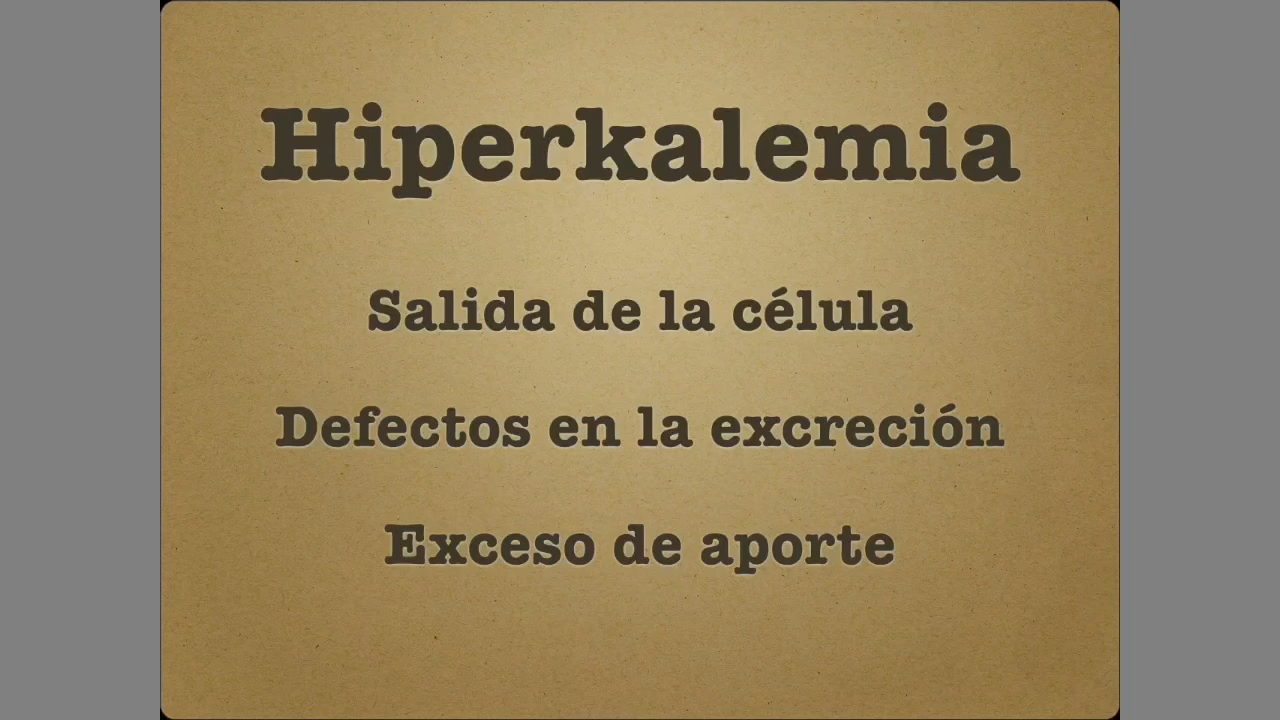 Hiperkalemia
Salida de la célula
Defectos en la excreción
Exceso de aporte